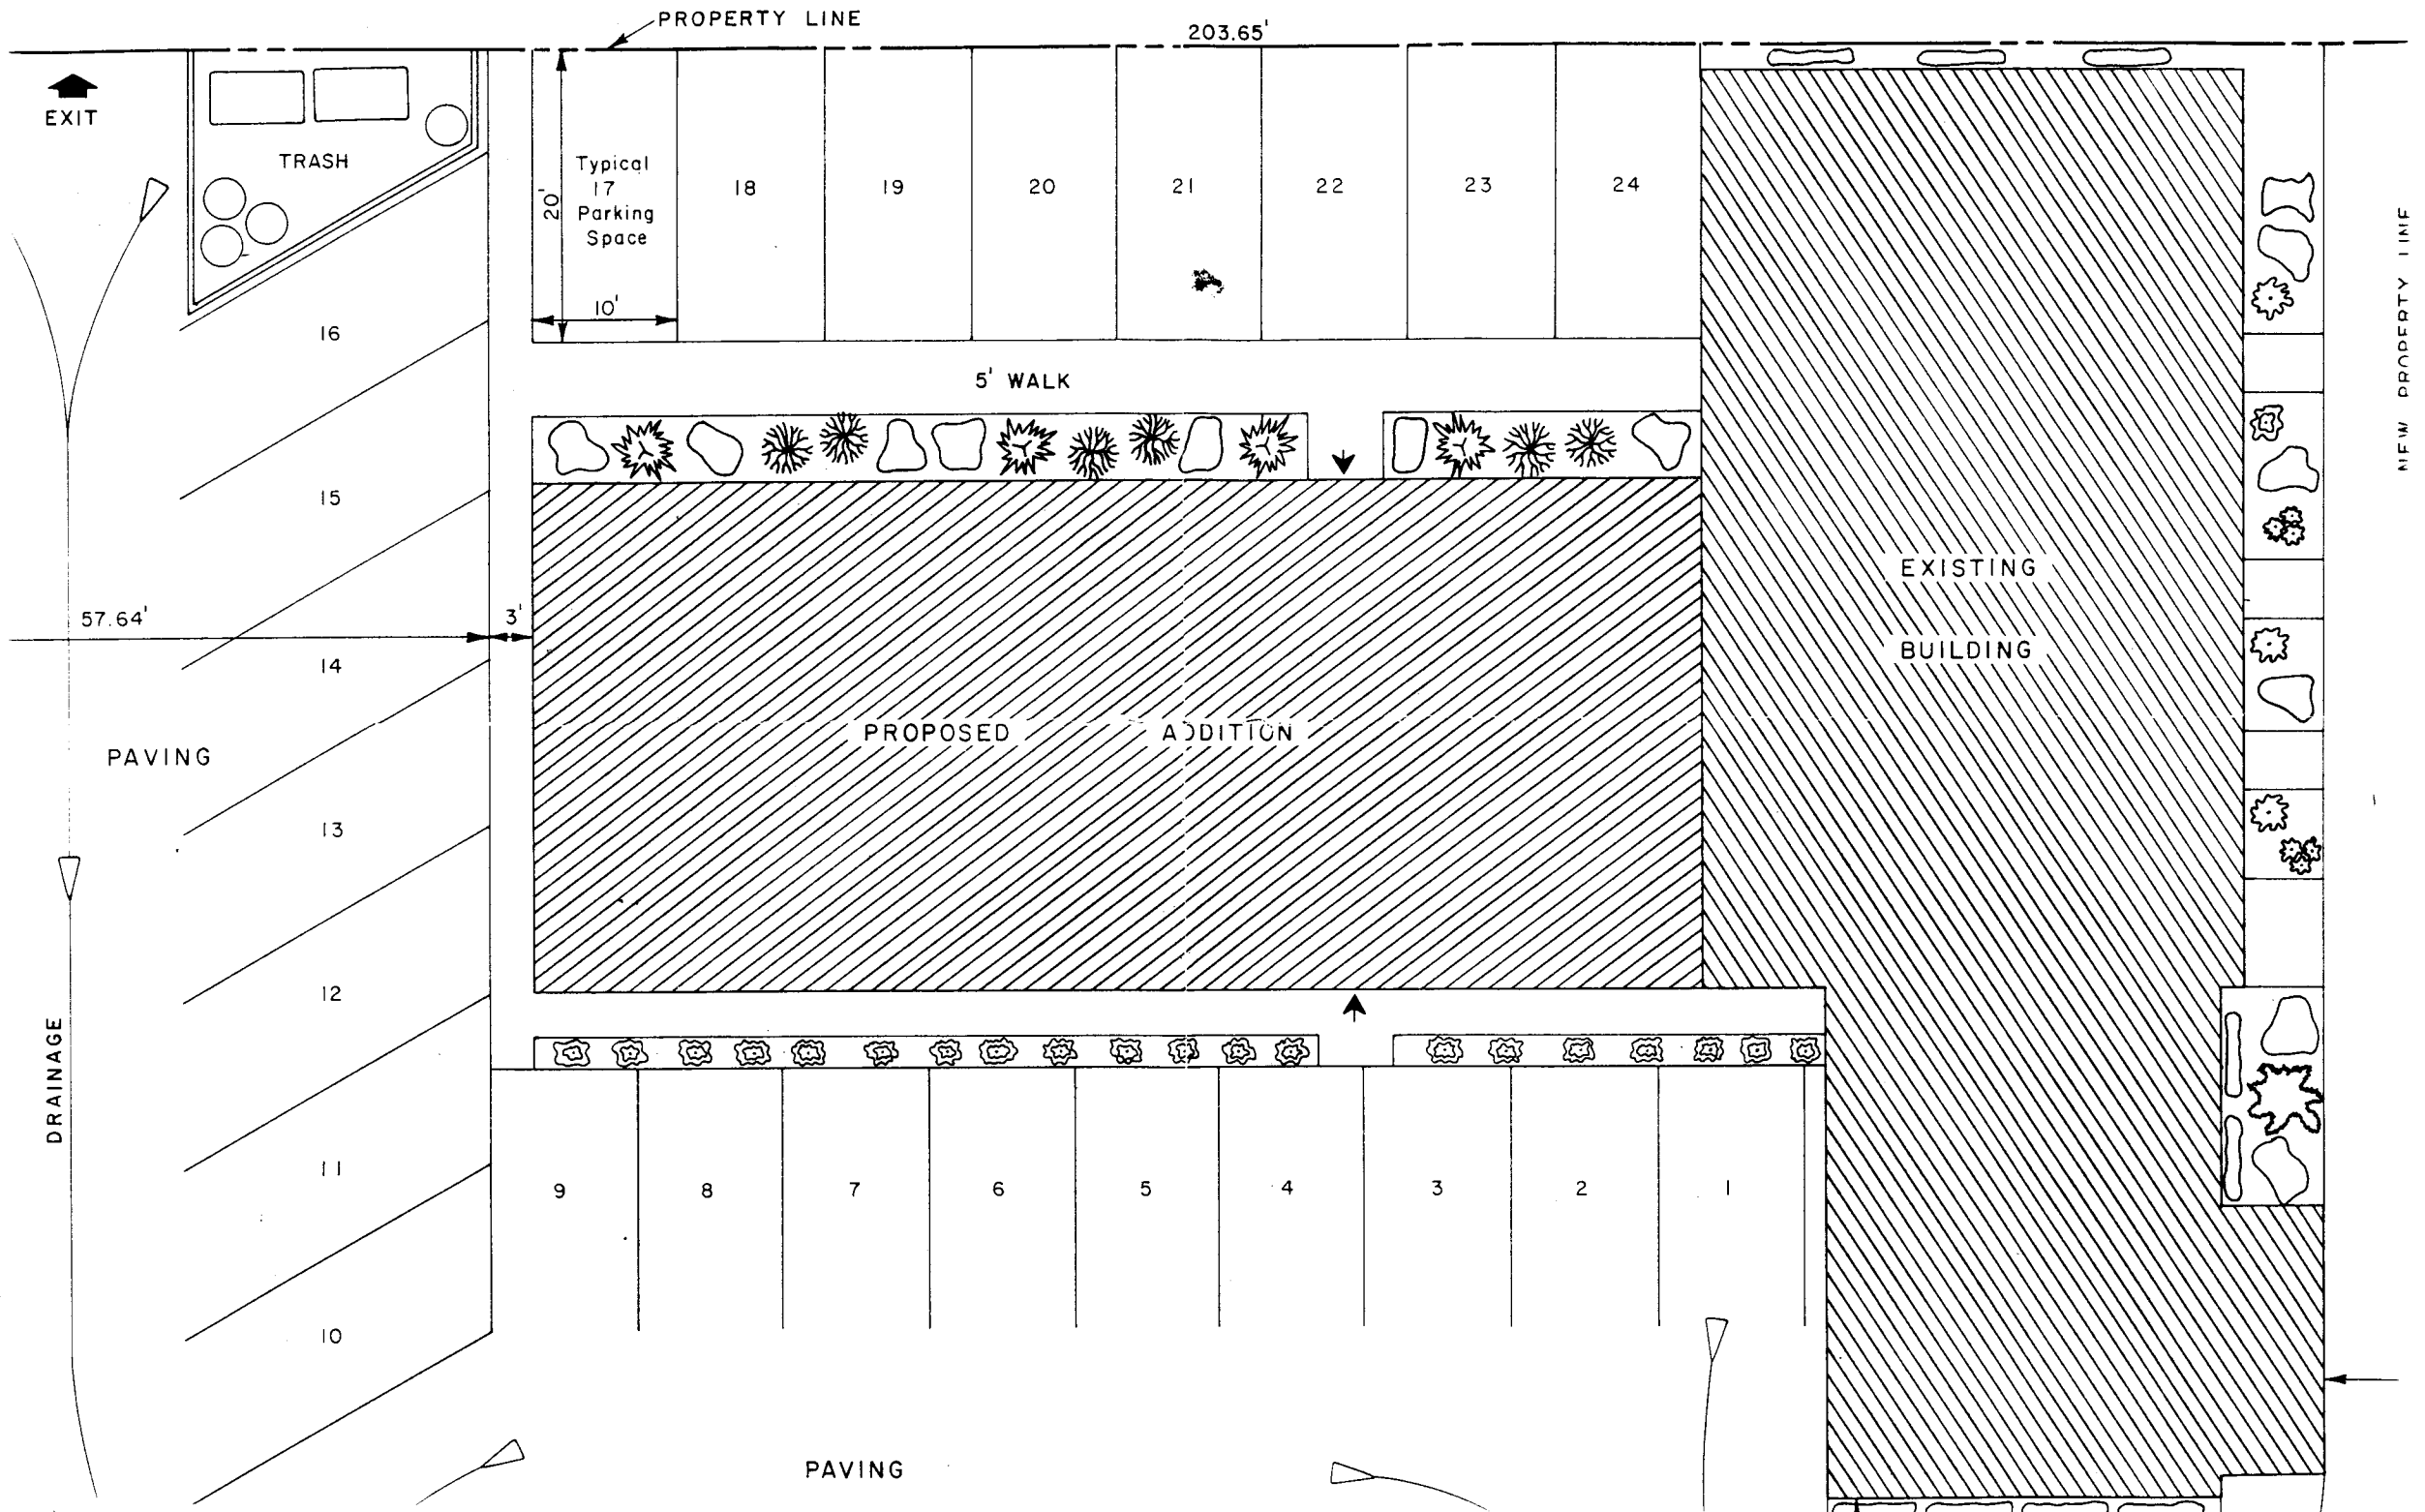 PROPERTY LINE
203.65'
EXIT
TRASH
Typical
17
Parking
Space
20'
10'
18
19
20
21
22
23
24
NEW PROPERTY LINE
16
5' WALK
15
EXISTING
BUILDING
57.64'
3'
14
PROPOSED ADDITION
PAVING
13
12
DRAINAGE
11
9
8
7
6
5
4
3
2
1
10
PAVING